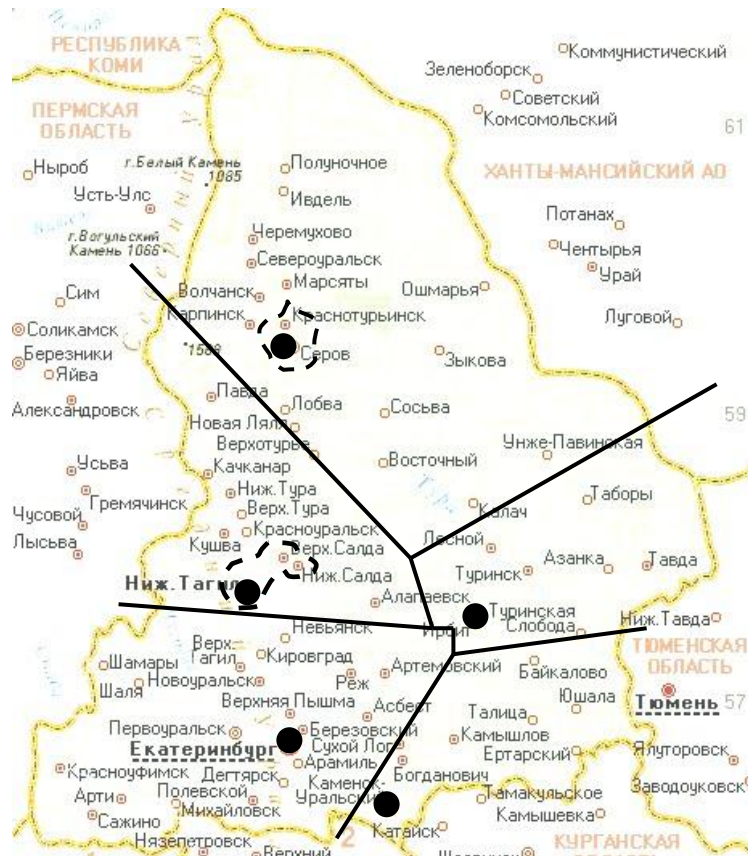 РЕСПУБЛИКА
КОМИ
Коммунистический
Зеленоборск
Советский
Комсомольский
61
ПЕРМСКАЯ
ОБЛАСТЬ
Ныроб
г.Белый Камень
1085
Полуночное
ХАНТЫ-МАНСИЙСКИЙ АО
Усть-Улс
Ивдель
Потанах
г.Вогульский
Камень 1066
Черемухово
Чентырья
Североуральск
Урай
Сим
Волчанск
Марсяты
Ошмарья
Карпинск
Краснотурьинск
Луговой
Соликамск
Березники
Серов
Зыкова
Яйва
Александровск
Павда
Лобва
Сосьва
59
Новая Ляля
Верхотурье
Унже-Павинская
Усьва
Качканар
Восточный
Гремячинск
Ниж.Тура
Таборы
Чусовой
Верх.Тура
Калач
Лысьва
Красноуральск
Кушва
Верх.Салда
Лесной
Азанка
Тавда
Ниж.Тагил
Ниж.Салда
Туринск
Алапаевск
Туринская
Слобода
Ирбит
Ниж.Тавда
Невьянск
Верх.
Тагил
Кировград
ТЮМЕНСКАЯ
ОБЛАСТЬ
Шамары
Артемовский
Байкалово
Шаля
Новоуральск
Реж
Юшала
Тюмень
57
Верхняя Пышма
Асбест
Талица
Первоуральск
Березовский
Камышлов
Екатеринбург
Сухой Лог
Ертарский
Ялуторовск
Арамиль
Красноуфимск
Дегтярск
Богданович
Каменск-
Уральский
Заводоуковск
Арти
Полевской
Тамакульское
Михайловск
Камышевка
Сажино
Катайск
2
Нязепетровск
КУРГАНСКАЯ
Верхний